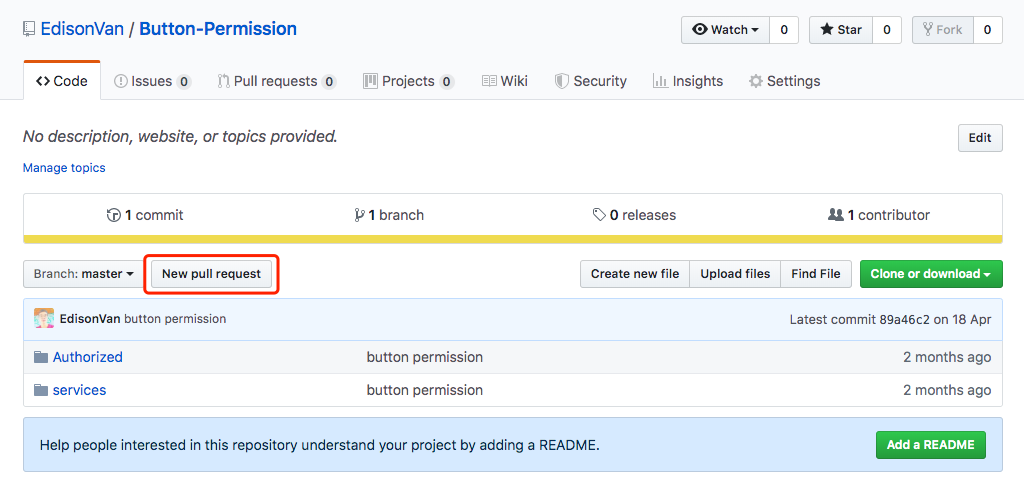 EdisonVan / Button-Permission
Watch 0 Star 0 Fork 0
Code Issues 0 Pull requests 0 Projects 0 Wiki Security Insights Settings
No description, website, or topics provided. Edit
Manage topics
1 commit 1 branch 0 releases 1 contributor
Branch: master New pull request Create new file Upload files Find File Clone or download
EdisonVan button permission Latest commit 89a46c2 on 18 Apr
Authorized button permission 2 months ago
services button permission 2 months ago
Help people interested in this repository understand your project by adding a README. Add a README